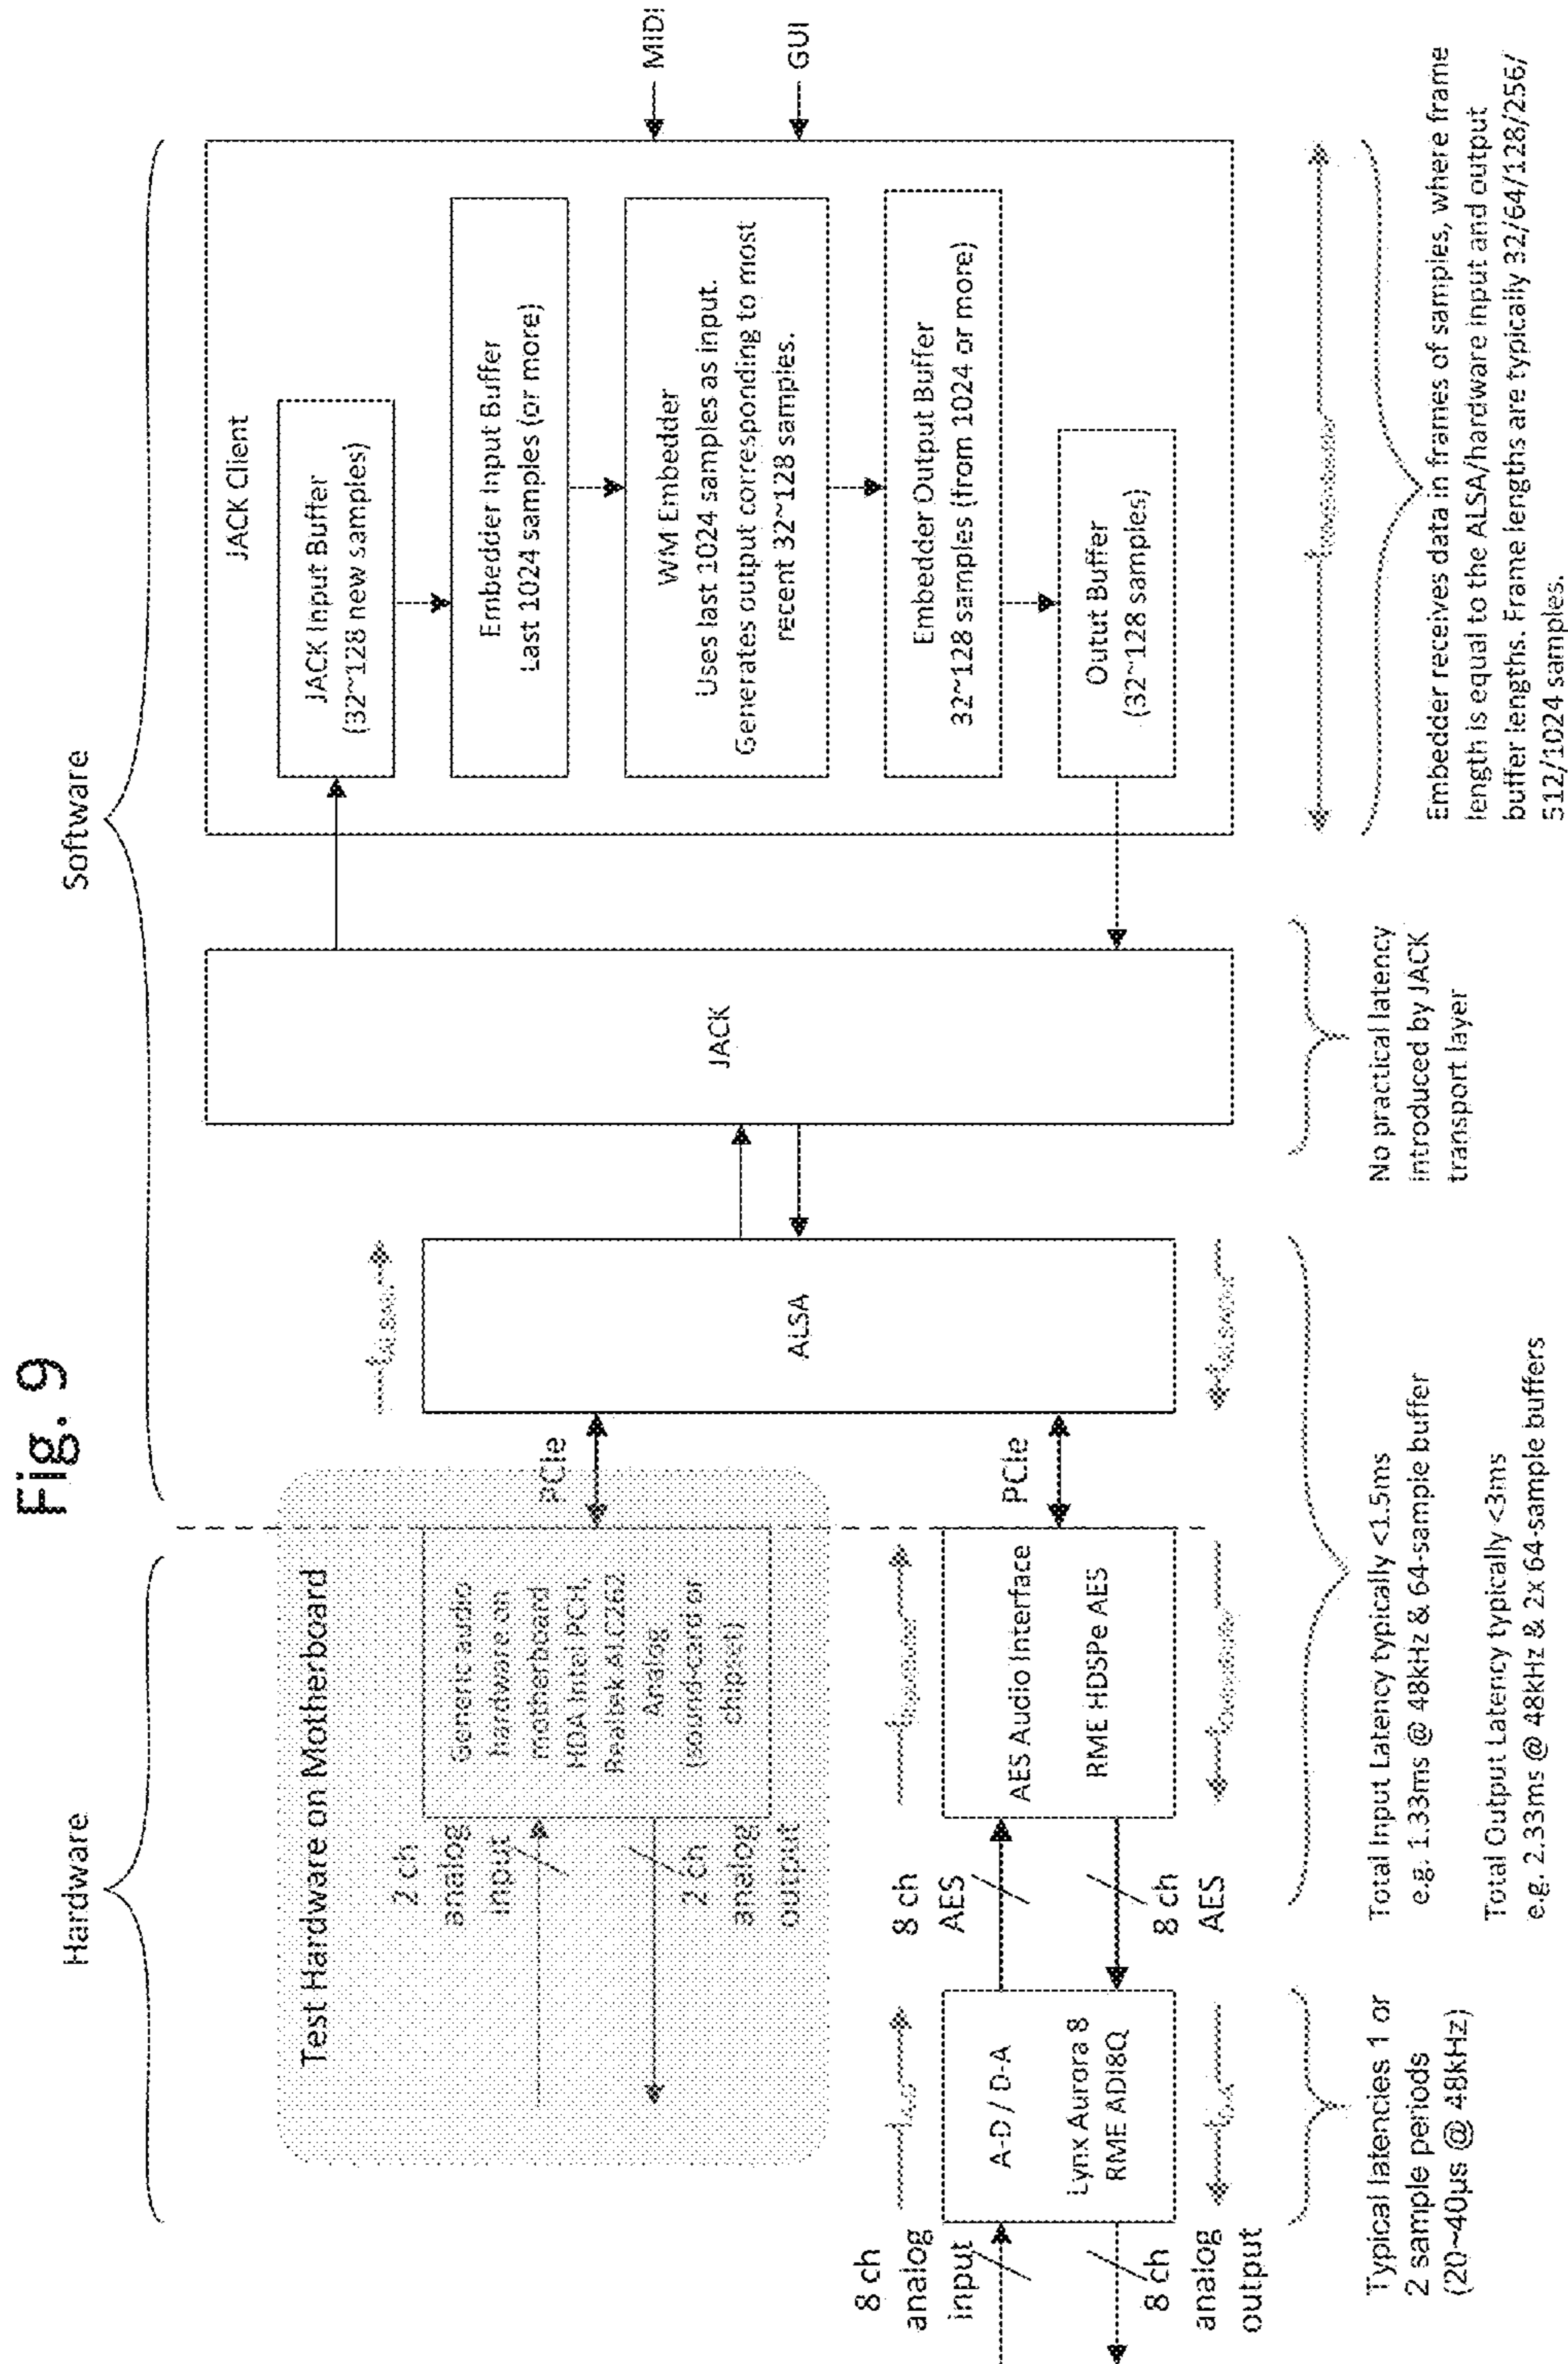 Fig. 9
Hardware
Software
Test Hardware on Motherboard
2 ch
analog
input
2 ch
analog
output
Generic audio
hardware on
motherboard
HDA Intel PCH,
Realtek ALC262
Analog
(sound-card or
chipset)
PCIe
8 ch
analog
input
8 ch
analog
output
A-D / D-A
Lynx Aurora 8
RME ADI8Q
8 ch
AES
8 ch
AES
AES Audio Interface
RME HDSPe AES
PCIe
ALSA
JACK
JACK Client
JACK Input Buffer
(32~128 new samples)
Embedder Input Buffer
Last 1024 samples (or more)
WM Embedder
Uses last 1024 samples as input.
Generates output corresponding to most
recent 32~128 samples.
Embedder Output Buffer
32~128 samples (from 1024 or more)
Outut Buffer
(32~128 samples)
MIDI
GUI
Typical latencies 1 or
2 sample periods
(20~40µs @ 48kHz)
Total Input Latency typically <1.5ms
e.g. 1.33ms @ 48kHz & 64-sample buffer
Total Output Latency typically <3ms
e.g. 2.33ms @ 48kHz & 2x 64-sample buffers
No practical latency
introduced by JACK
transport layer
Embedder receives data in frames of samples, where frame
length is equal to the ALSA/hardware input and output
buffer lengths. Frame lengths are typically 32/64/128/256/
512/1024 samples.